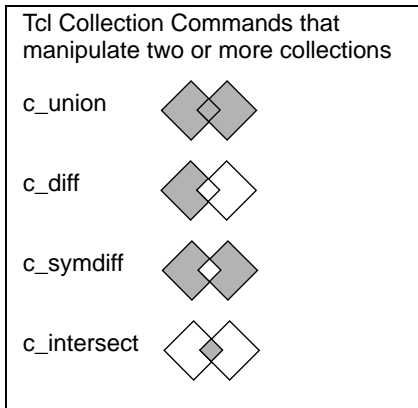 Tcl Collection Commands that
manipulate two or more collections
c_union
c_diff
c_symdiff
c_intersect